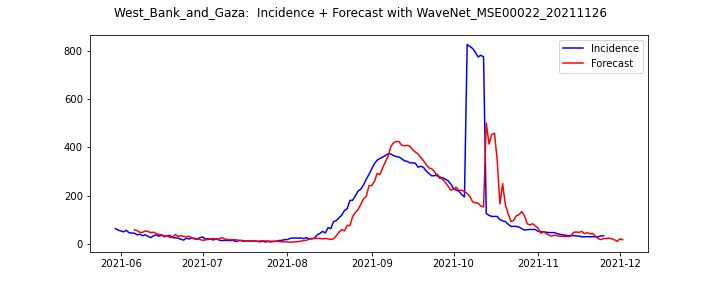 West_Bank_and_Gaza:  Incidence + Forecast with WaveNet_MSE00022_20211126
Incidence
Forecast
800
600
400
200
0
2021-06 2021-07 2021-08 2021-09 2021-10 2021-11 2021-12